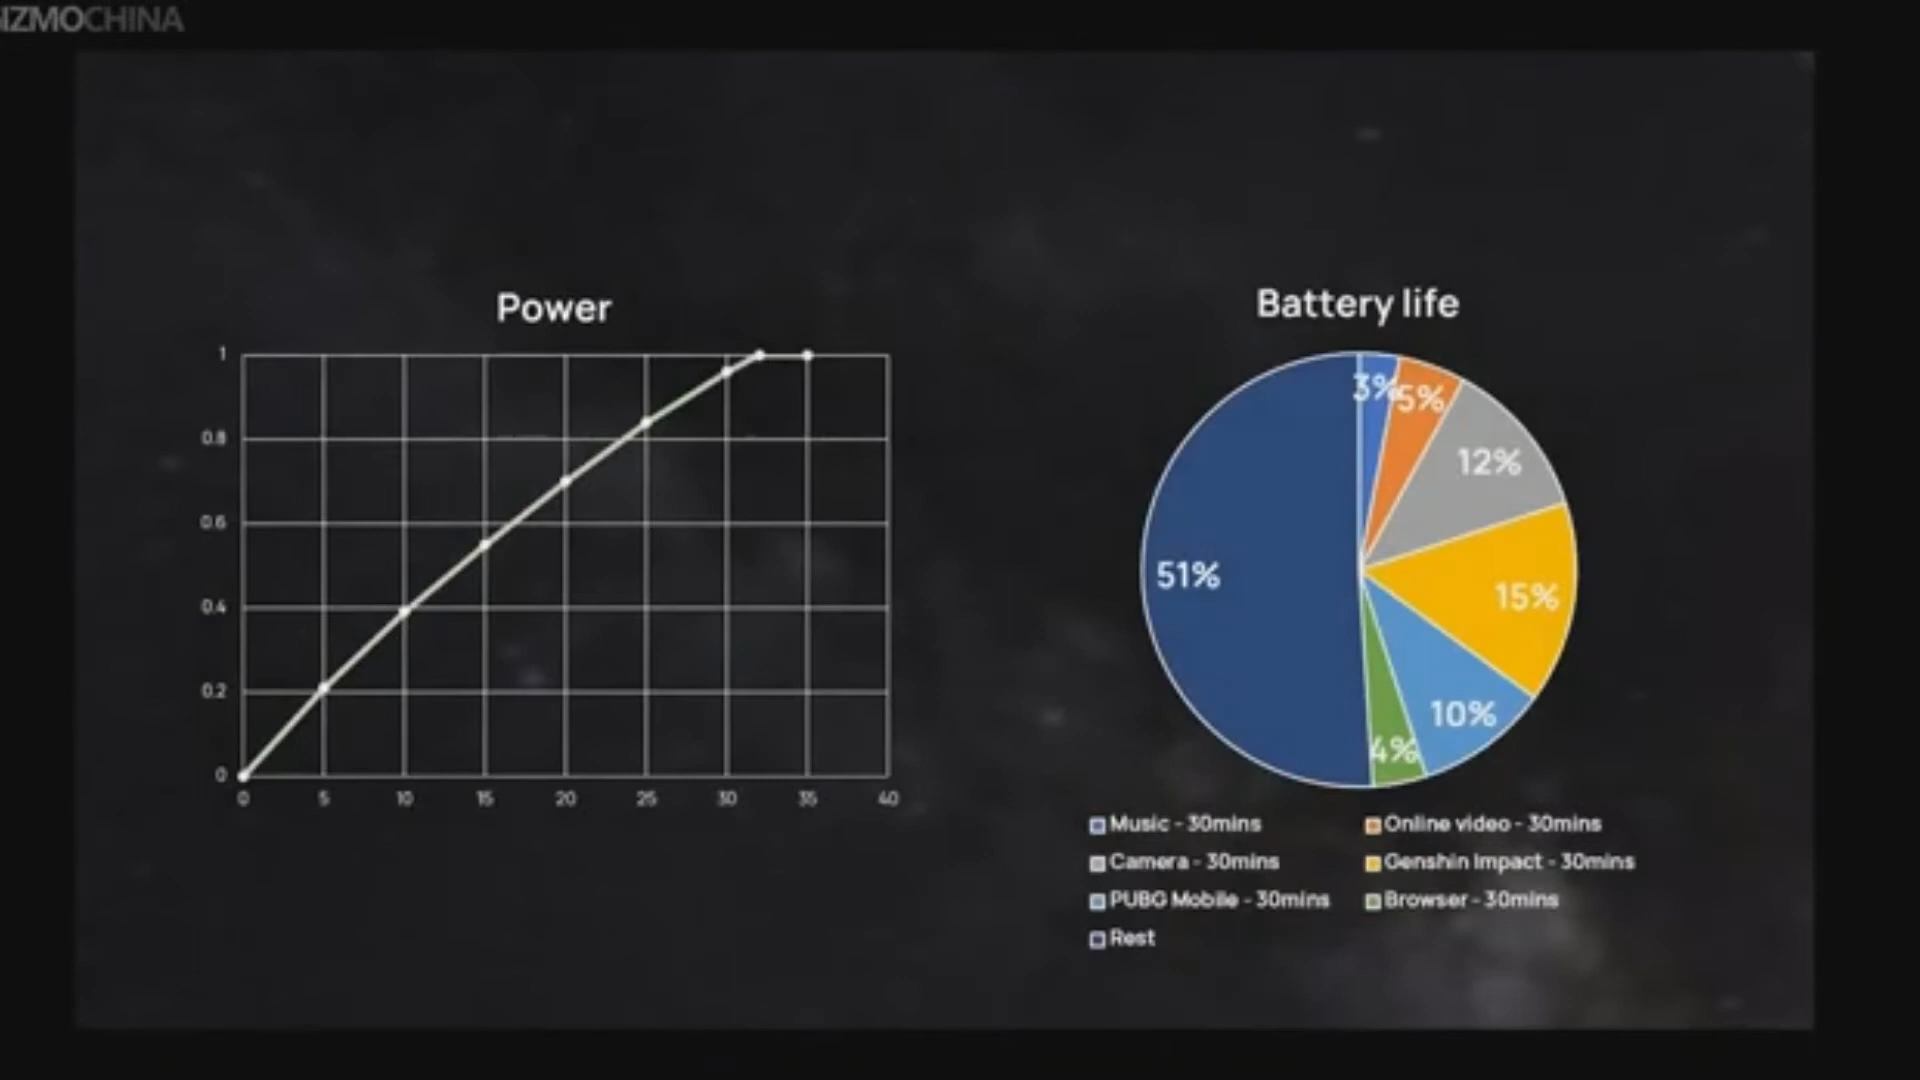 IZMOCHINA
Power
1
0.8
0.6
0.4
0.2
0
0 5 10 15 20 25 30 35 40
Battery life
3% 5%
12%
15%
51%
10%
4%
Music - 30mins Online video - 30mins
Camera - 30mins Genshin Impact - 30mins
PUBG Mobile - 30mins Browser - 30mins
Rest